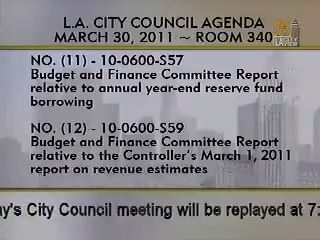 L.A. CITY COUNCIL AGENDA
MARCH 30, 2011 ~ ROOM 340
NO. (11) - 10-0600-S57
Budget and Finance Committee Report
relative to annual year-end reserve fund
borrowing
NO. (12) - 10-0600-S59
Budget and Finance Committee Report
relative to the Controller's March 1, 2011
report on revenue estimates
ay's City Council meeting will be replayed at 7: